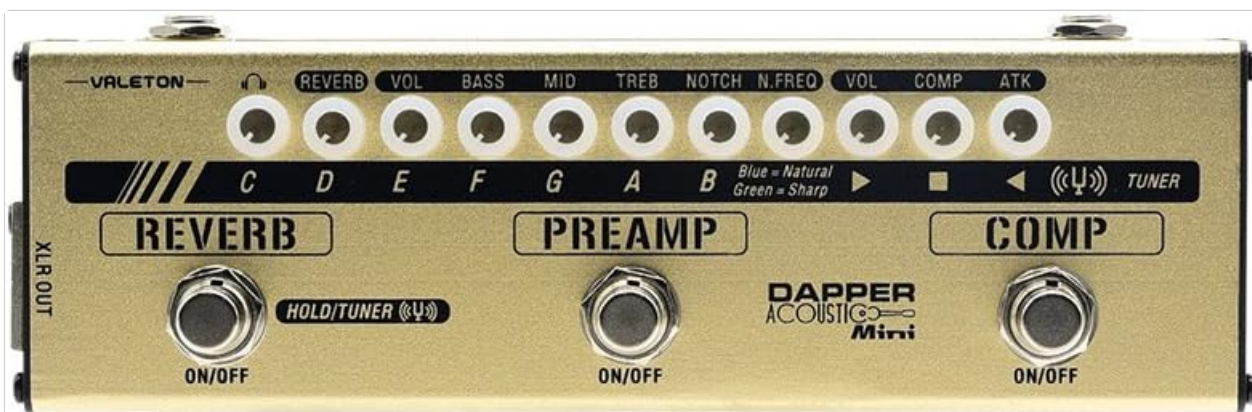 VALETON
REVERB VOL BASS MID TREB NOTCH N.FREQ VOL COMP ATK
C D E F G A B Blue = Natural
Green = Sharp
TUNER
REVERB PREAMP COMP
XLR OUT
HOLD/TUNER
DAPPER
ACOUSTIC
Mini
ON/OFF ON/OFF ON/OFF